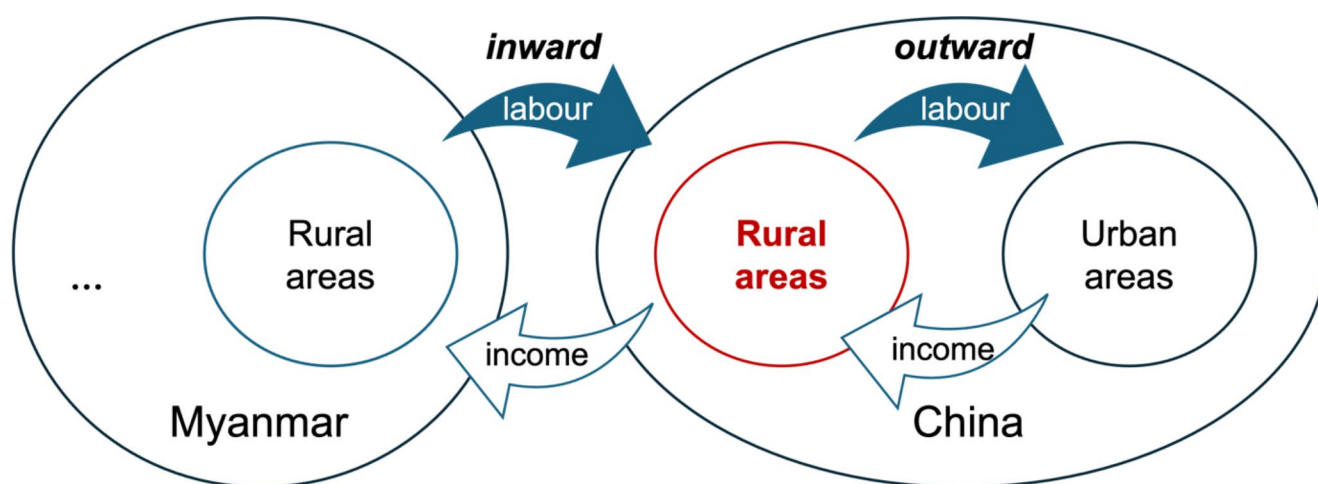 inward
outward
labour
labour
...
Rural
areas
Rural
areas
Urban
areas
income
income
Myanmar
China